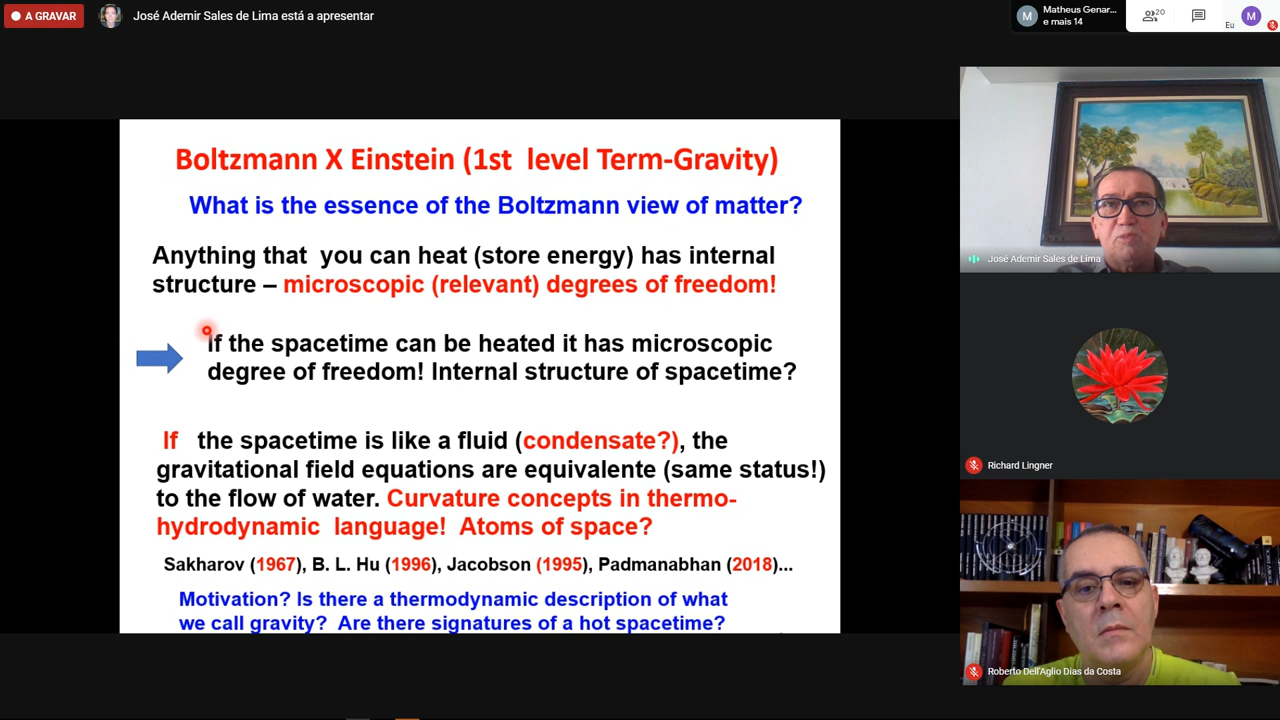 A GRAVAR
José Ademir Sales de Lima está a apresentar
M
Matheus Genar...
e mais 14
20
Eu
M
Boltzmann X Einstein (1st level Term-Gravity)
What is the essence of the Boltzmann view of matter?
Anything that you can heat (store energy) has internal
structure – microscopic (relevant) degrees of freedom!
If the spacetime can be heated it has microscopic
degree of freedom! Internal structure of spacetime?
If the spacetime is like a fluid (condensate?), the
gravitational field equations are equivalente (same status!)
to the flow of water. Curvature concepts in thermo-
hydrodynamic language! Atoms of space?
Sakharov (1967), B. L. Hu (1996), Jacobson (1995), Padmanabhan (2018)...
Motivation? Is there a thermodynamic description of what
we call gravity? Are there signatures of a hot spacetime?
José Ademir Sales de Lima
Richard Lingner
Roberto Dell'Aglio Dias da Costa